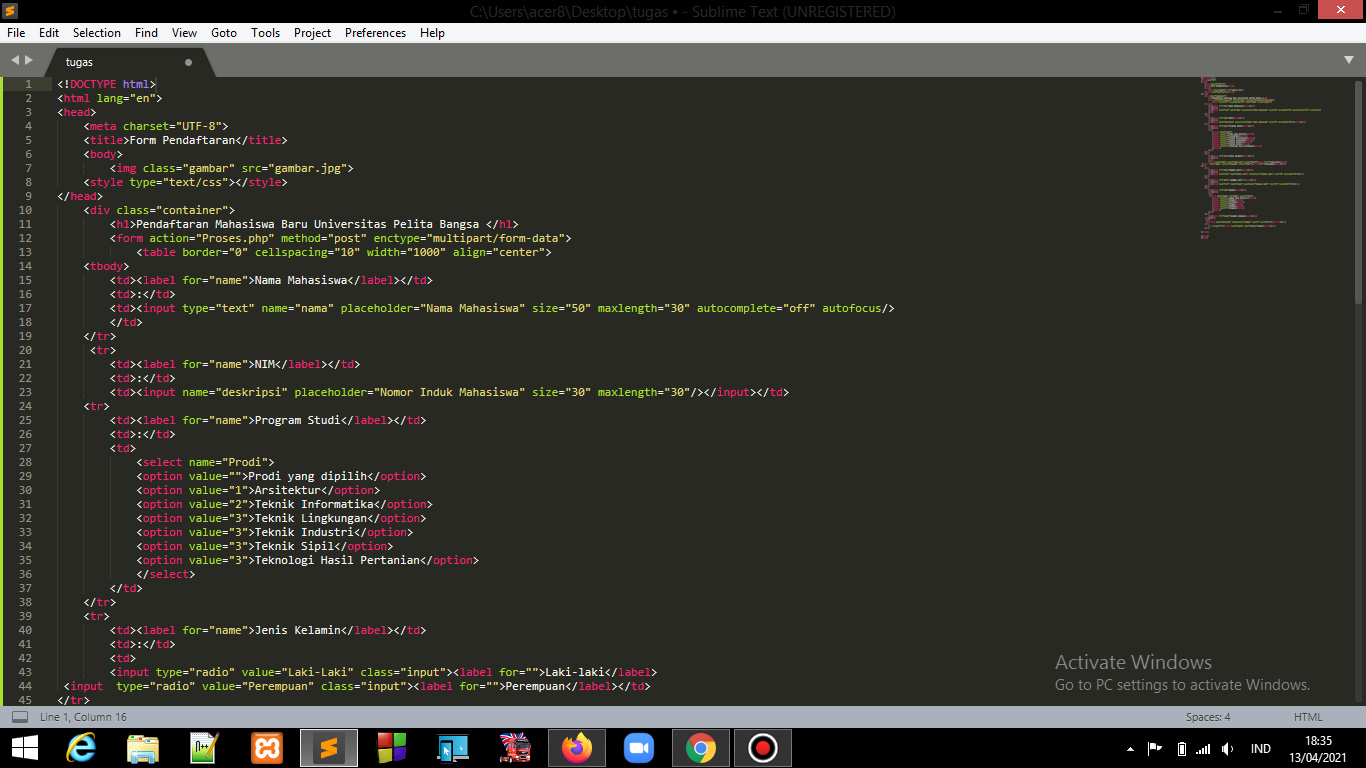 C:\Users\acer8\Desktop\tugas • - Sublime Text (UNREGISTERED)
File Edit Selection Find View Goto Tools Project Preferences Help
tugas
1 <!DOCTYPE html>
2 <html lang="en">
3 <head>
4 <meta charset="UTF-8">
5 <title>Form Pendaftaran</title>
6 <body>
7 <img class="gambar" src="gambar.jpg">
8 <style type="text/css"></style>
9 </head>
10 <div class="container">
11 <h1>Pendaftaran Mahasiswa Baru Universitas Pelita Bangsa </h1>
12 <form action="Proses.php" method="post" enctype="multipart/form-data">
13 <table border="0" cellspacing="10" width="1000" align="center">
14 <tbody>
15 <td><label for="name">Nama Mahasiswa</label></td>
16 <td>:</td>
17 <td><input type="text" name="nama" placeholder="Nama Mahasiswa" size="50" maxlength="30" autocomplete="off" autofocus/>
18 </td>
19 </tr>
20 <tr>
21 <td><label for="name">NIM</label></td>
22 <td>:</td>
23 <td><input name="deskripsi" placeholder="Nomor Induk Mahasiswa" size="30" maxlength="30"/></input></td>
24 <tr>
25 <td><label for="name">Program Studi</label></td>
26 <td>:</td>
27 <td>
28 <select name="Prodi">
29 <option value="">Prodi yang dipilih</option>
30 <option value="1">Arsitektur</option>
31 <option value="2">Teknik Informatika</option>
32 <option value="3">Teknik Lingkungan</option>
33 <option value="3">Teknik Industri</option>
34 <option value="3">Teknik Sipil</option>
35 <option value="3">Teknologi Hasil Pertanian</option>
36 </select>
37 </td>
38 </tr>
39 <tr>
40 <td><label for="name">Jenis Kelamin</label></td>
41 <td>:</td>
42 <td>
43 <input type="radio" value="Laki-Laki" class="input"><label for="">Laki-laki</label>
44 <input  type="radio" value="Perempuan" class="input"><label for="">Perempuan</label></td>
45 </tr>
Activate Windows
Go to PC settings to activate Windows.
Line 1, Column 16 Spaces: 4 HTML
IND 18:35
13/04/2021